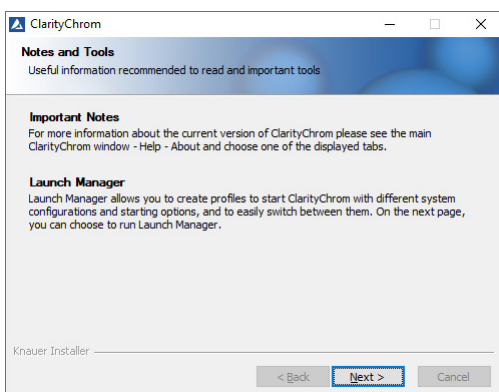 ClarityChrom
Notes and Tools
Useful information recommended to read and important tools
Important Notes
For more information about the current version of ClarityChrom please see the main
ClarityChrom window - Help - About and choose one of the displayed tabs.
Launch Manager
Launch Manager allows you to create profiles to start ClarityChrom with different system
configurations and starting options, and to easily switch between them. On the next page,
you can choose to run Launch Manager.
Knauer Installer
< Back Next > Cancel